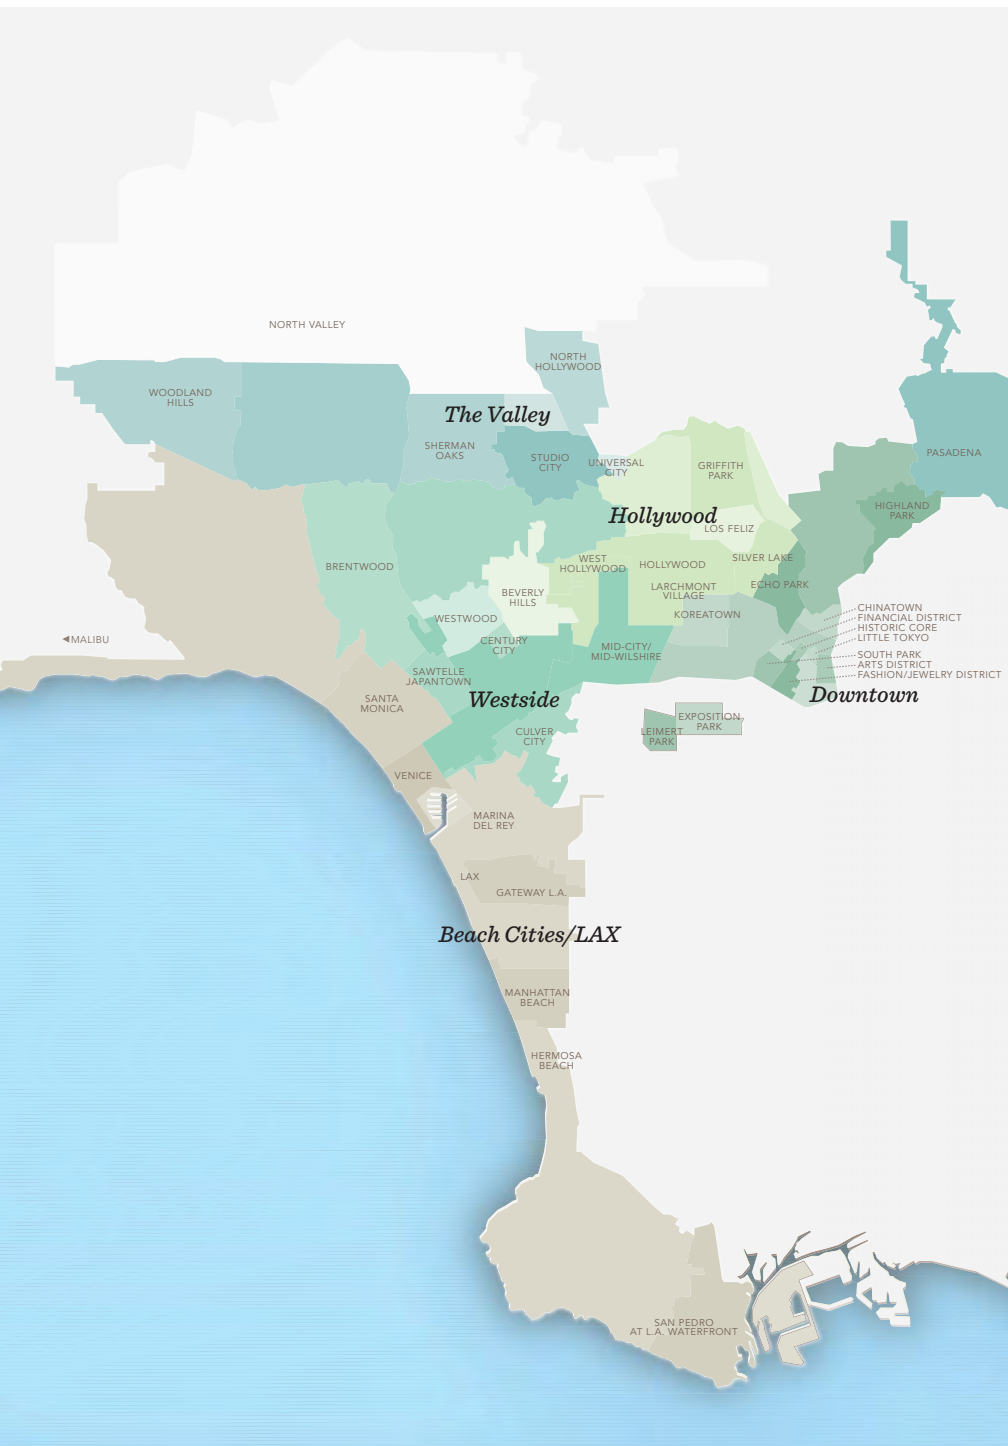 NORTH VALLEY
NORTH
HOLLYWOOD
WOODLAND
HILLS
The Valley
SHERMAN
OAKS
STUDIO
CITY
UNIVERSAL
CITY
GRIFFITH
PARK
PASADENA
HIGHLAND
PARK
Hollywood
LOS FELIZ
BRENTWOOD
WEST
HOLLYWOOD
HOLLYWOOD
SILVER LAKE
ECHO PARK
LARCHMONT
VILLAGE
BEVERLY
HILLS
KOREATOWN
WESTWOOD
CENTURY
CITY
MID-CITY/
MID-WILSHIRE
CHINATOWN
FINANCIAL DISTRICT
HISTORIC CORE
LITTLE TOKYO
SOUTH PARK
ARTS DISTRICT
FASHION/JEWELRY DISTRICT
Downtown
◀MALIBU
SAWTELLE
JAPANTOWN
Westside
SANTA
MONICA
CULVER
CITY
EXPOSITION
PARK
LEIMERT
PARK
VENICE
MARINA
DEL REY
LAX
GATEWAY L.A.
Beach Cities/LAX
MANHATTAN
BEACH
HERMOSA
BEACH
SAN PEDRO
AT L.A. WATERFRONT